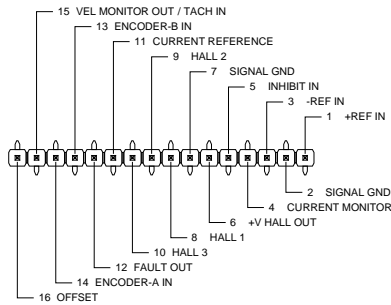 15 VEL MONITOR OUT / TACH IN
13 ENCODER-B IN
11 CURRENT REFERENCE
9 HALL 2
7 SIGNAL GND
5 INHIBIT IN
3 -REF IN
1 +REF IN
2 SIGNAL GND
4 CURRENT MONITOR
6 +V HALL OUT
8 HALL 1
10 HALL 3
12 FAULT OUT
14 ENCODER-A IN
16 OFFSET